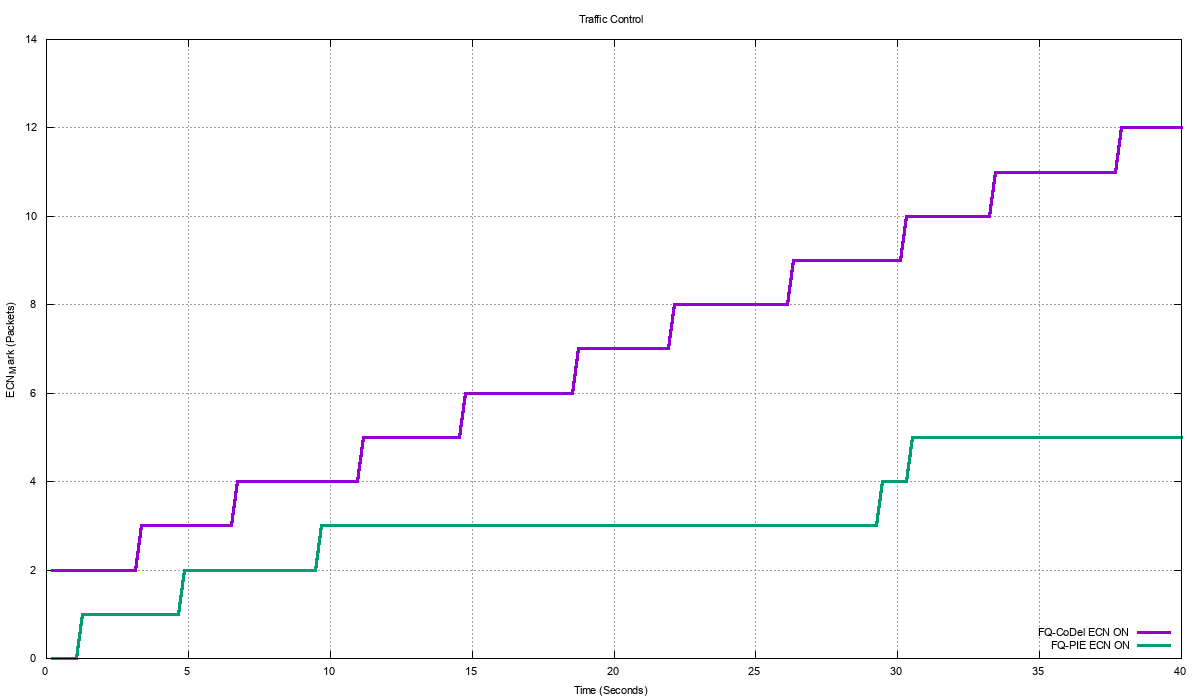 Traffic Control
14
12
10
8
6
4
2
0
ECNMark (Packets)
0 5 10 15 20 25 30 35 40
Time (Seconds)
FQ-CoDel ECN ON
FQ-PIE ECN ON